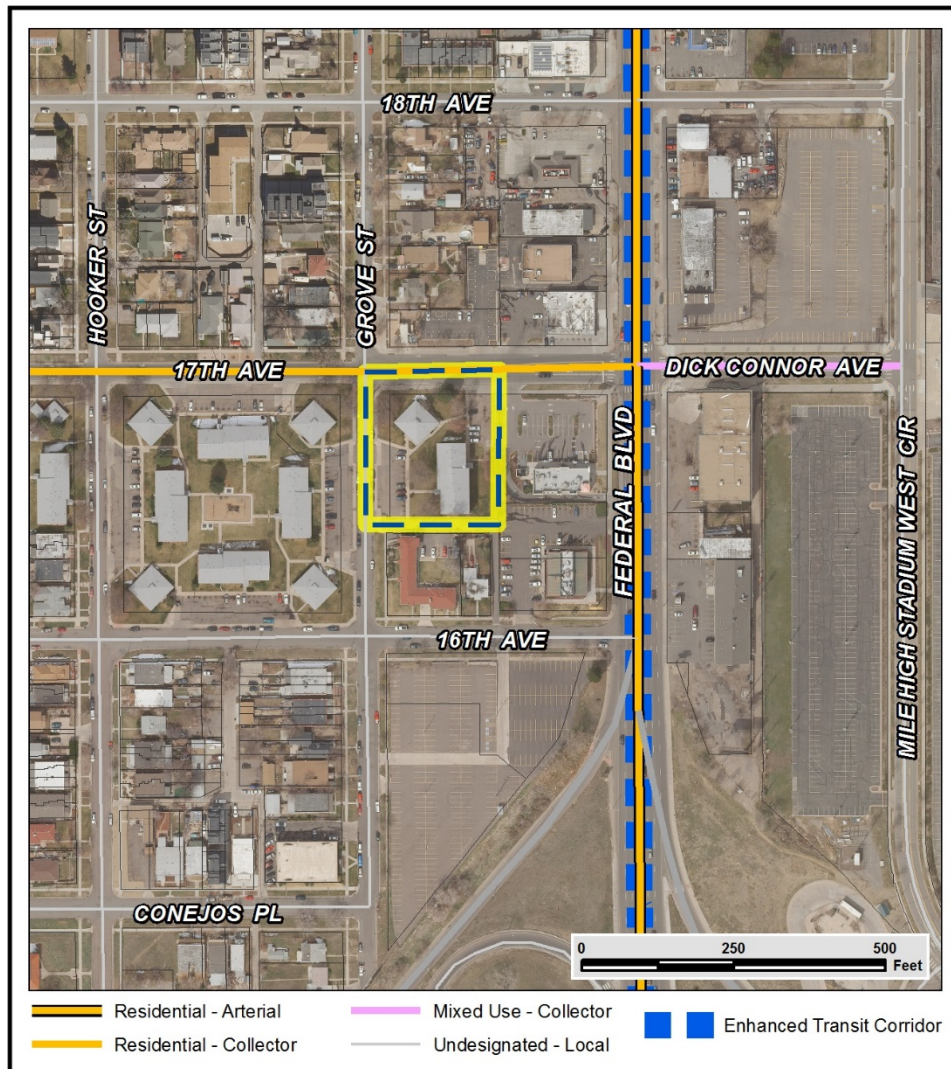 18TH AVE
HOOKER ST
GROVE ST
17TH AVE
DICK CONNOR AVE
FEDERAL BLVD
MILE HIGH STADIUM WEST CIR
16TH AVE
CONEJOS PL
0 250 500
Feet
Residential - Arterial
Mixed Use - Collector
Enhanced Transit Corridor
Residential - Collector
Undesignated - Local